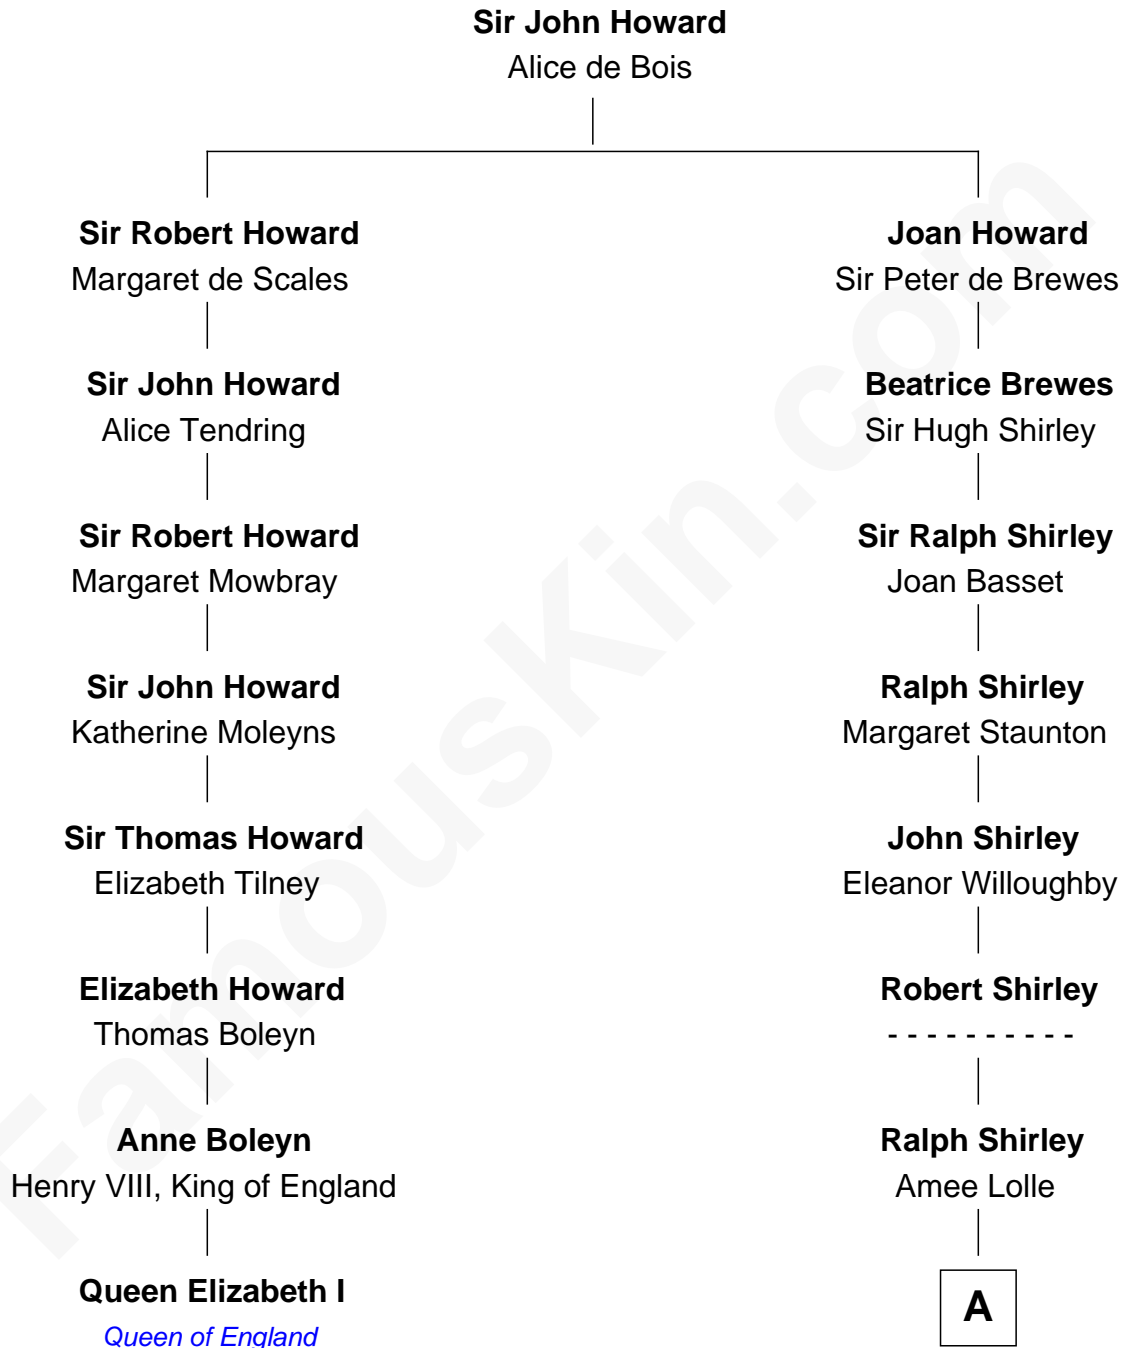 Sir John Howard
Alice de Bois
Sir Robert Howard
Margaret de Scales
Joan Howard
Sir Peter de Brewes
Sir John Howard
Alice Tendring
Beatrice Brewes
Sir Hugh Shirley
Sir Robert Howard
Margaret Mowbray
Sir Ralph Shirley
Joan Basset
Sir John Howard
Katherine Moleyns
Ralph Shirley
Margaret Staunton
Sir Thomas Howard
Elizabeth Tilney
John Shirley
Eleanor Willoughby
Elizabeth Howard
Thomas Boleyn
Robert Shirley
- - - - - - - - - -
Anne Boleyn
Henry VIII, King of England
Ralph Shirley
Amee Lolle
Queen Elizabeth I
Queen of England
A
FamousKin.com